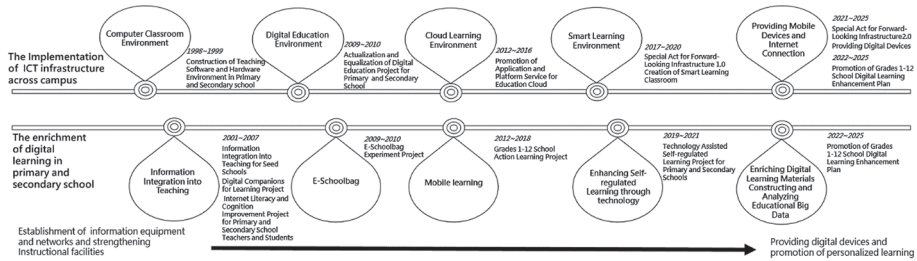 Computer Classroom
Environment
1998~1999
Construction of Teaching
Software and Hardware
Environment in Primary
and Secondary school
Digital Education
Environment
2009~2010
Actualization and
Equalization of Digital
Education Project for
Primary and Secondary
School
Cloud Learning
Environment
2012~2016
Promotion of
Application and
Platform Service for
Education Cloud
Smart Learning
Environment
2017~2020
Special Act for Forward-
Looking Infrastructure 1.0
Creation of Smart Learning
Classroom
Providing Mobile
Devices and
Internet
Connection
2021~2025
Special Act for Forward-
Looking Infrastructure2.0
Providing Digital Devices
2022~2025
Promotion of Grades 1-12
School Digital Learning
Enhancement Plan
The Implementation
of ICT infrastructure
across campus
The enrichment
of digital
learning in
primary and
secondary school
Information
Integration into
Teaching
2001~2007
Information
Integration into
Teaching for Seed
Schools
Digital Companions
for Learning Project
Internet Literacy and
Cognition
Improvement Project
for Primary and
Secondary School
Teachers and Students
E-Schoolbag
2009~2010
E-Schoolbag
Experiment Project
Mobile learning
2012~2018
Grades 1-12 School
Action Learning Project
Enhancing Self-
regulated
Learning through
technology
2019~2021
Technology Assisted
Self-regulated
Learning Project for
Primary and Secondary
Schools
Enriching Digital
Learning Materials
Constructing and
Analyzing
Educational Big
Data
2022~2025
Promotion of Grades
1-12 School Digital
Learning Enhancement
Plan
Establishment of information equipment
and networks and strengthening
Instructional facilities
Providing digital devices and
promotion of personalized learning